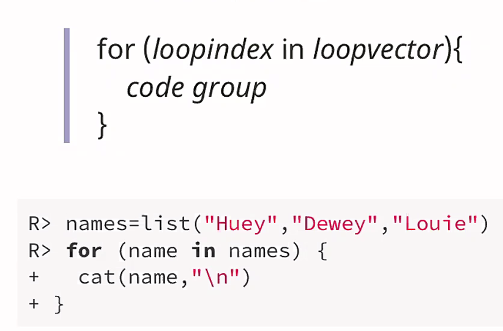 for (loopindex in loopvector){
code group
}
R> names=list("Huey","Dewey","Louie")
R> for (name in names) {
+   cat(name,"\n")
+ }